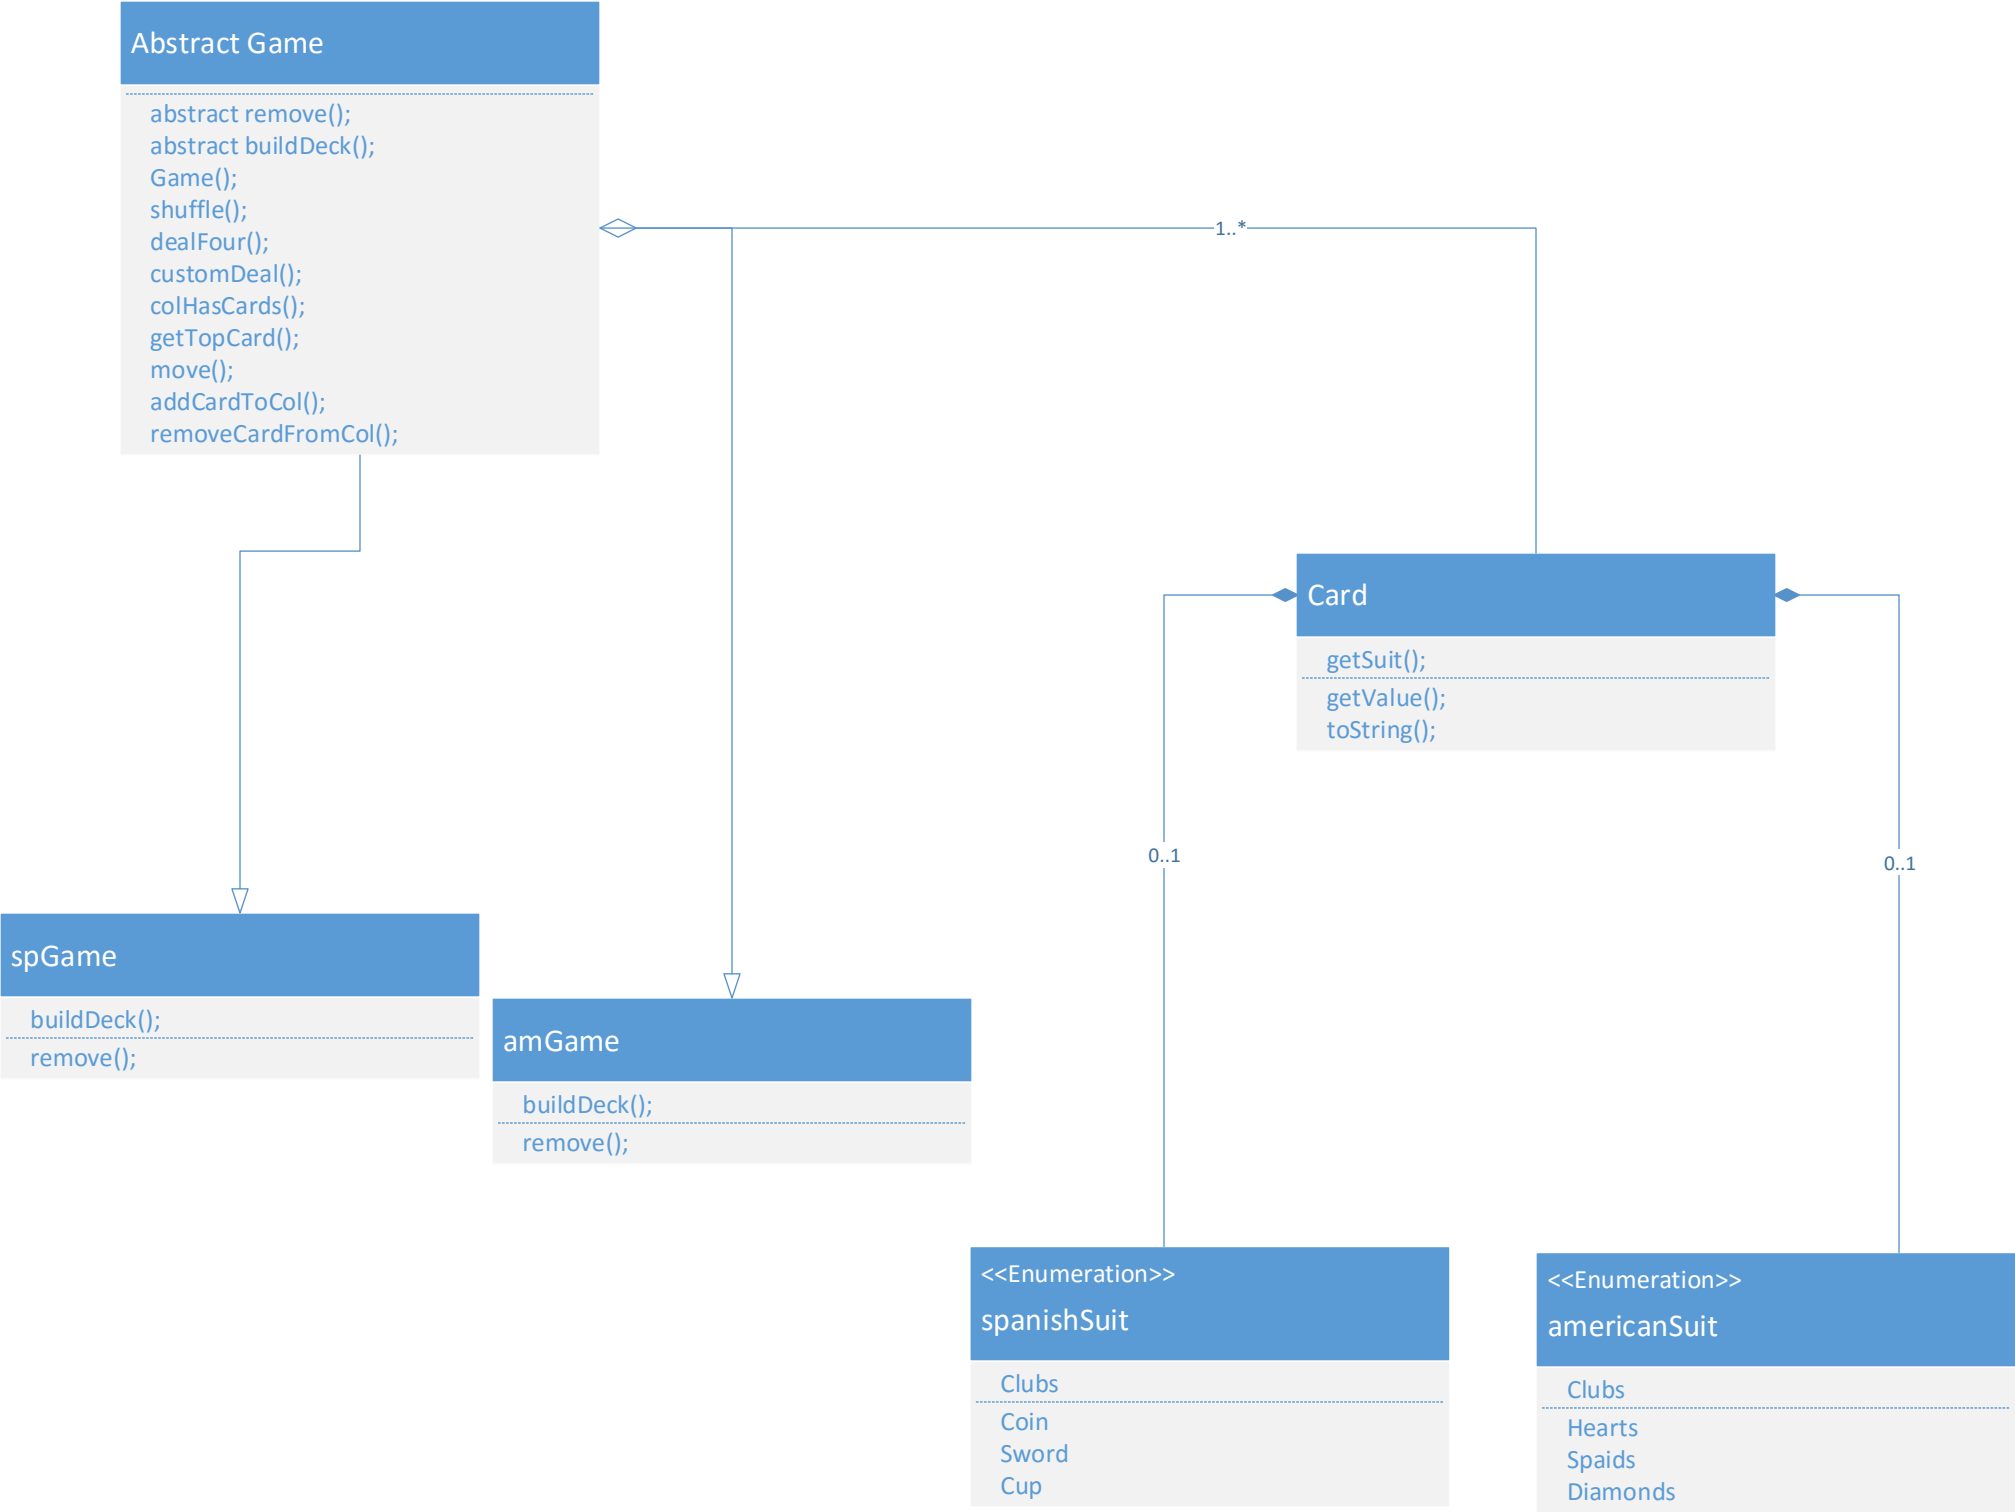 Abstract Game
abstract remove();
abstract buildDeck();
Game();
shuffle();
dealFour();
customDeal();
colHasCards();
getTopCard();
move();
addCardToCol();
removeCardFromCol();
1..*
Card
getSuit();
getValue();
toString();
0..1
0..1
spGame
buildDeck();
remove();
amGame
buildDeck();
remove();
<<Enumeration>>
spanishSuit
Clubs
Coin
Sword
Cup
<<Enumeration>>
americanSuit
Clubs
Hearts
Spaids
Diamonds